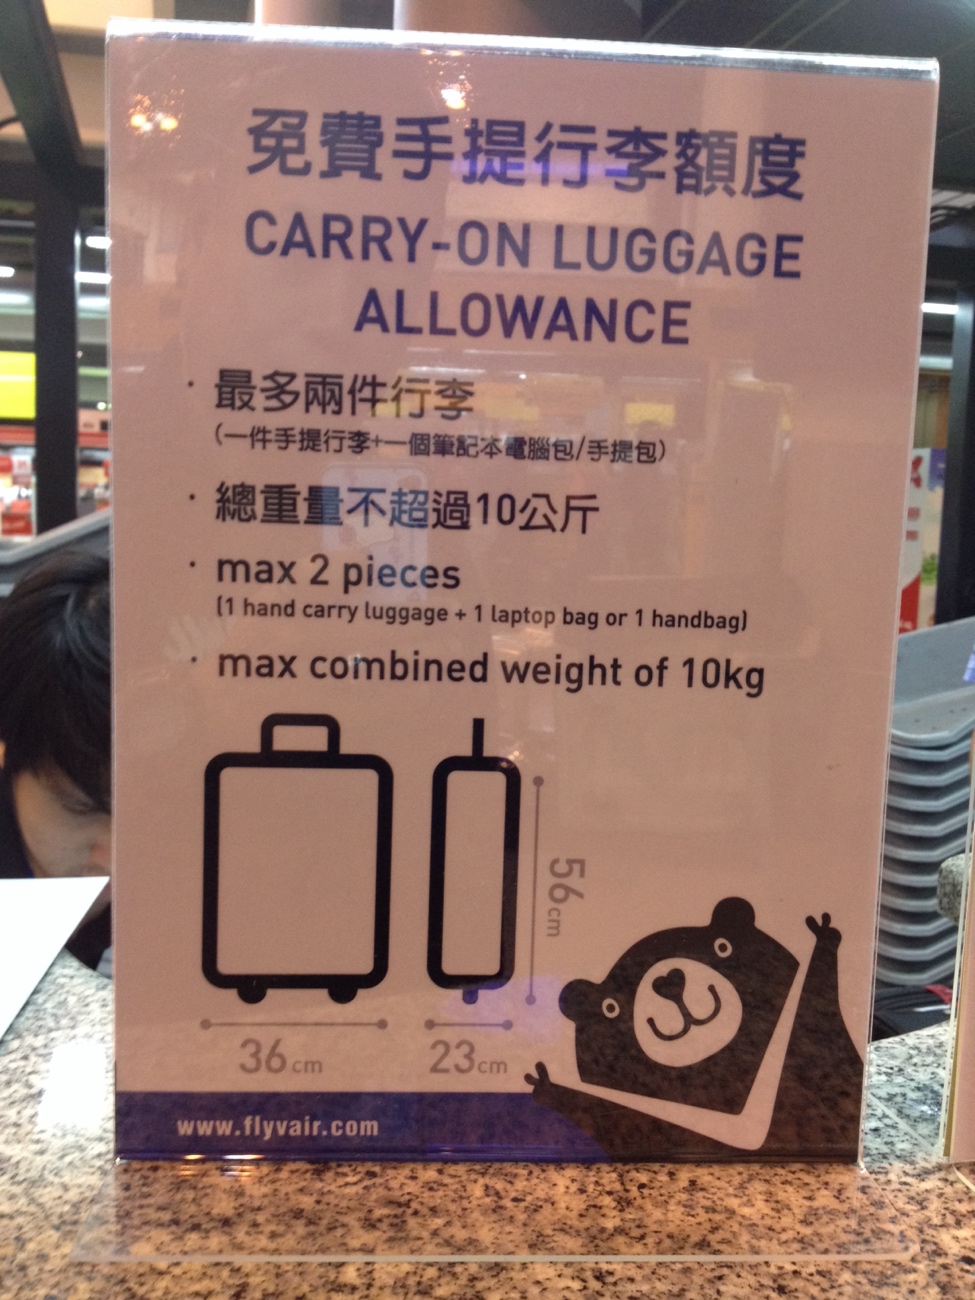 免費手提行李額度
CARRY-ON LUGGAGE
ALLOWANCE
· 最多兩件行李
(一件手提行李+一個筆記本電腦包/手提包)
· 總重量不超過10公斤
· max 2 pieces
(1 hand carry luggage + 1 laptop bag or 1 handbag)
· max combined weight of 10kg
56cm
36cm
23cm
www.flyvair.com